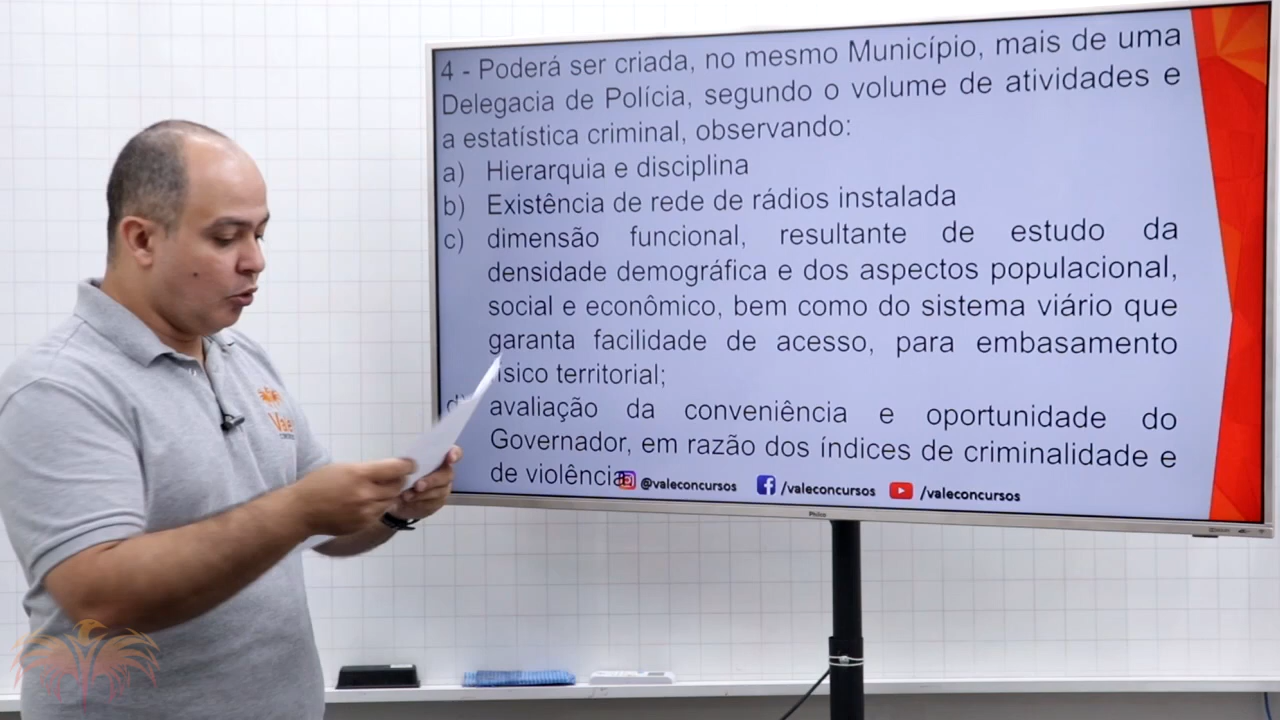 4 - Poderá ser criada, no mesmo Município, mais de uma
Delegacia de Polícia, segundo o volume de atividades e
a estatística criminal, observando:
a) Hierarquia e disciplina
b) Existência de rede de rádios instalada
c) dimensão funcional, resultante de estudo da
densidade demográfica e dos aspectos populacional,
social e econômico, bem como do sistema viário que
garanta facilidade de acesso, para embasamento
ísico territorial;
d) avaliação da conveniência e oportunidade do
Governador, em razão dos índices de criminalidade e
de violência
@valeconcursos /valeconcursos /valeconcursos
Philco
Vale